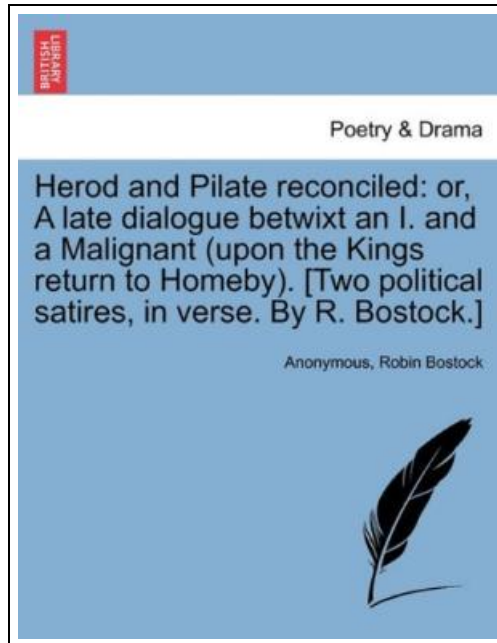 BRITISH
LIBRARY
Poetry & Drama
Herod and Pilate reconciled: or,
A late dialogue betwixt an I. and
a Malignant (upon the Kings
return to Homeby). [Two political
satires, in verse. By R. Bostock.]
Anonymous, Robin Bostock